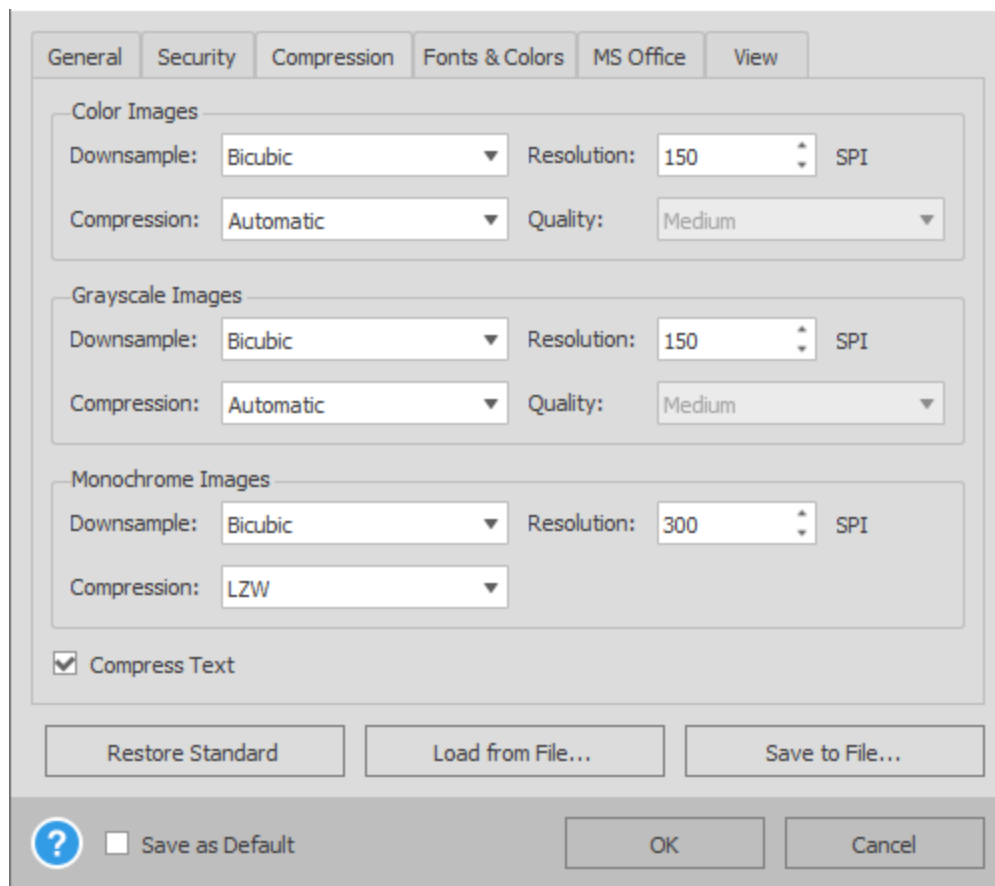 General Security Compression Fonts & Colors MS Office View
Color Images
Downsample: Bicubic Resolution: 150 SPI
Compression: Automatic Quality: Medium
Grayscale Images
Downsample: Bicubic Resolution: 150 SPI
Compression: Automatic Quality: Medium
Monochrome Images
Downsample: Bicubic Resolution: 300 SPI
Compression: LZW
Compress Text
Restore Standard Load from File... Save to File...
? Save as Default OK Cancel